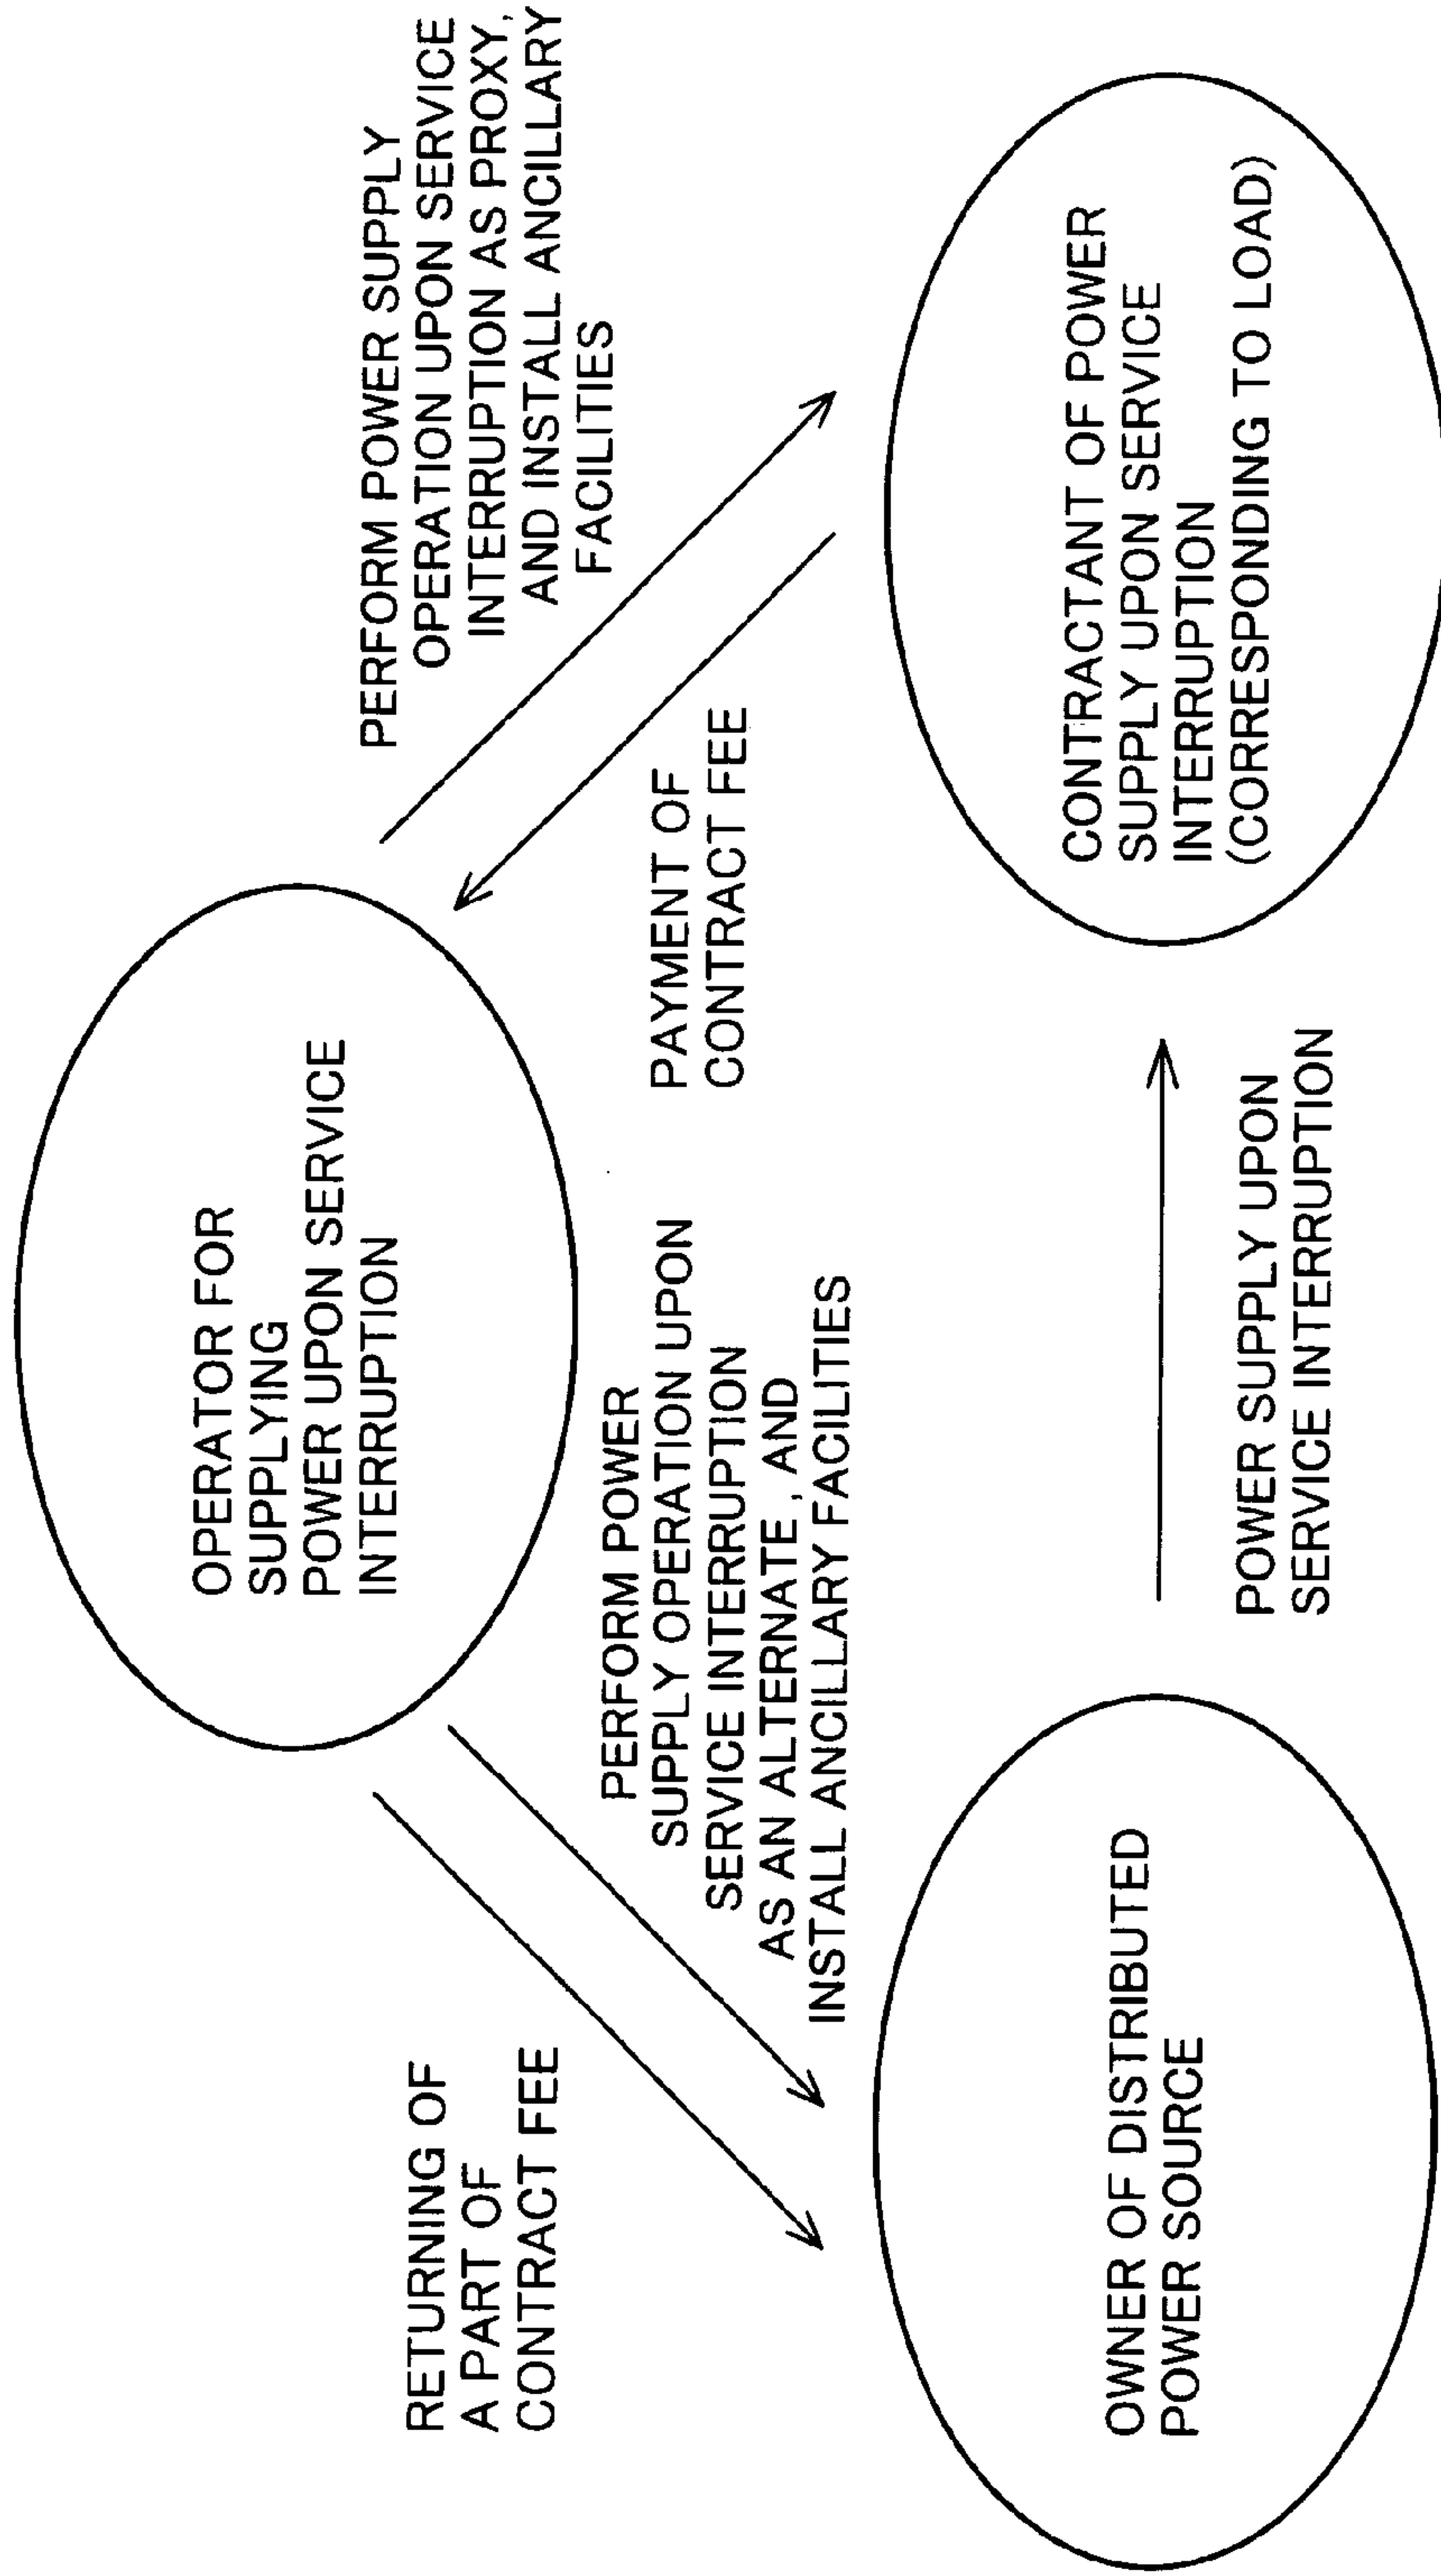 OPERATOR FOR
SUPPLYING
POWER UPON SERVICE
INTERRUPTION
RETURNING OF
A PART OF
CONTRACT FEE
PERFORM POWER
SUPPLY OPERATION UPON
SERVICE INTERRUPTION
AS AN ALTERNATE, AND
INSTALL ANCILLARY FACILITIES
PAYMENT OF
CONTRACT FEE
PERFORM POWER SUPPLY
OPERATION UPON SERVICE
INTERRUPTION AS PROXY,
AND INSTALL ANCILLARY
FACILITIES
OWNER OF DISTRIBUTED
POWER SOURCE
POWER SUPPLY UPON
SERVICE INTERRUPTION
CONTRACTANT OF POWER
SUPPLY UPON SERVICE
INTERRUPTION
(CORRESPONDING TO LOAD)